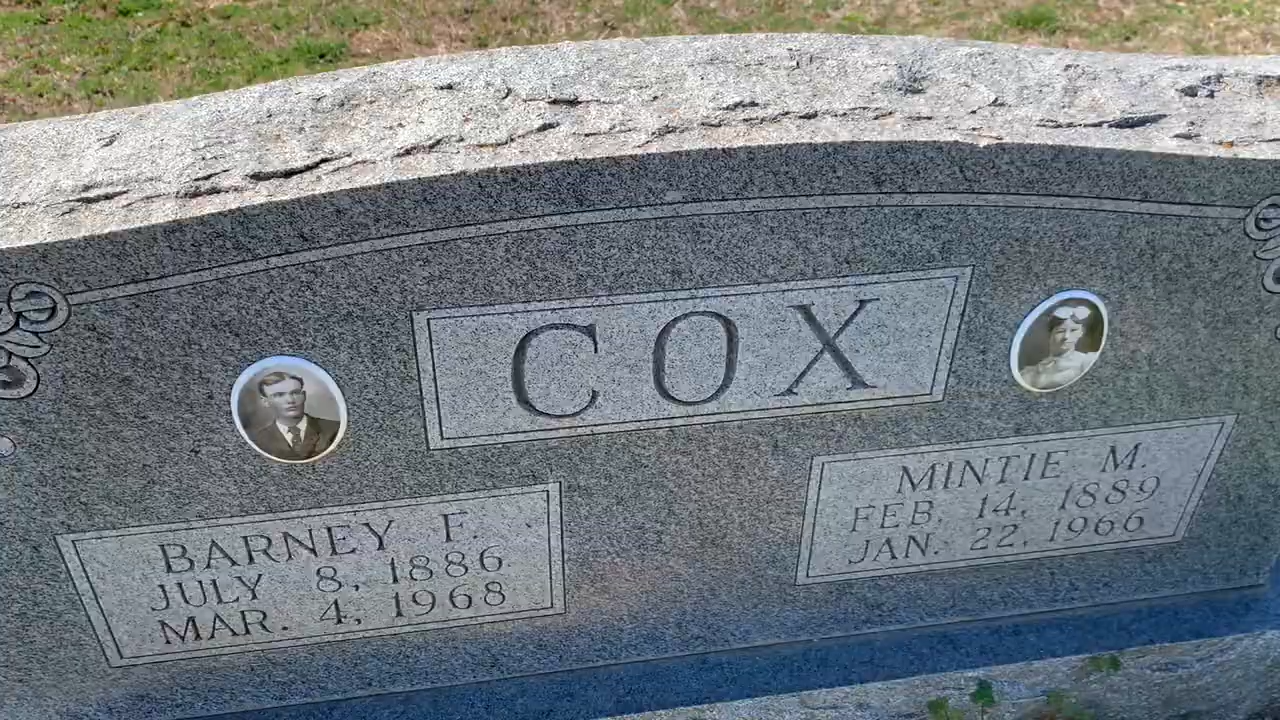 COX
BARNEY F.
JULY 8, 1886
MAR. 4, 1968
MINTIE M.
FEB. 14, 1889
JAN. 22, 1966